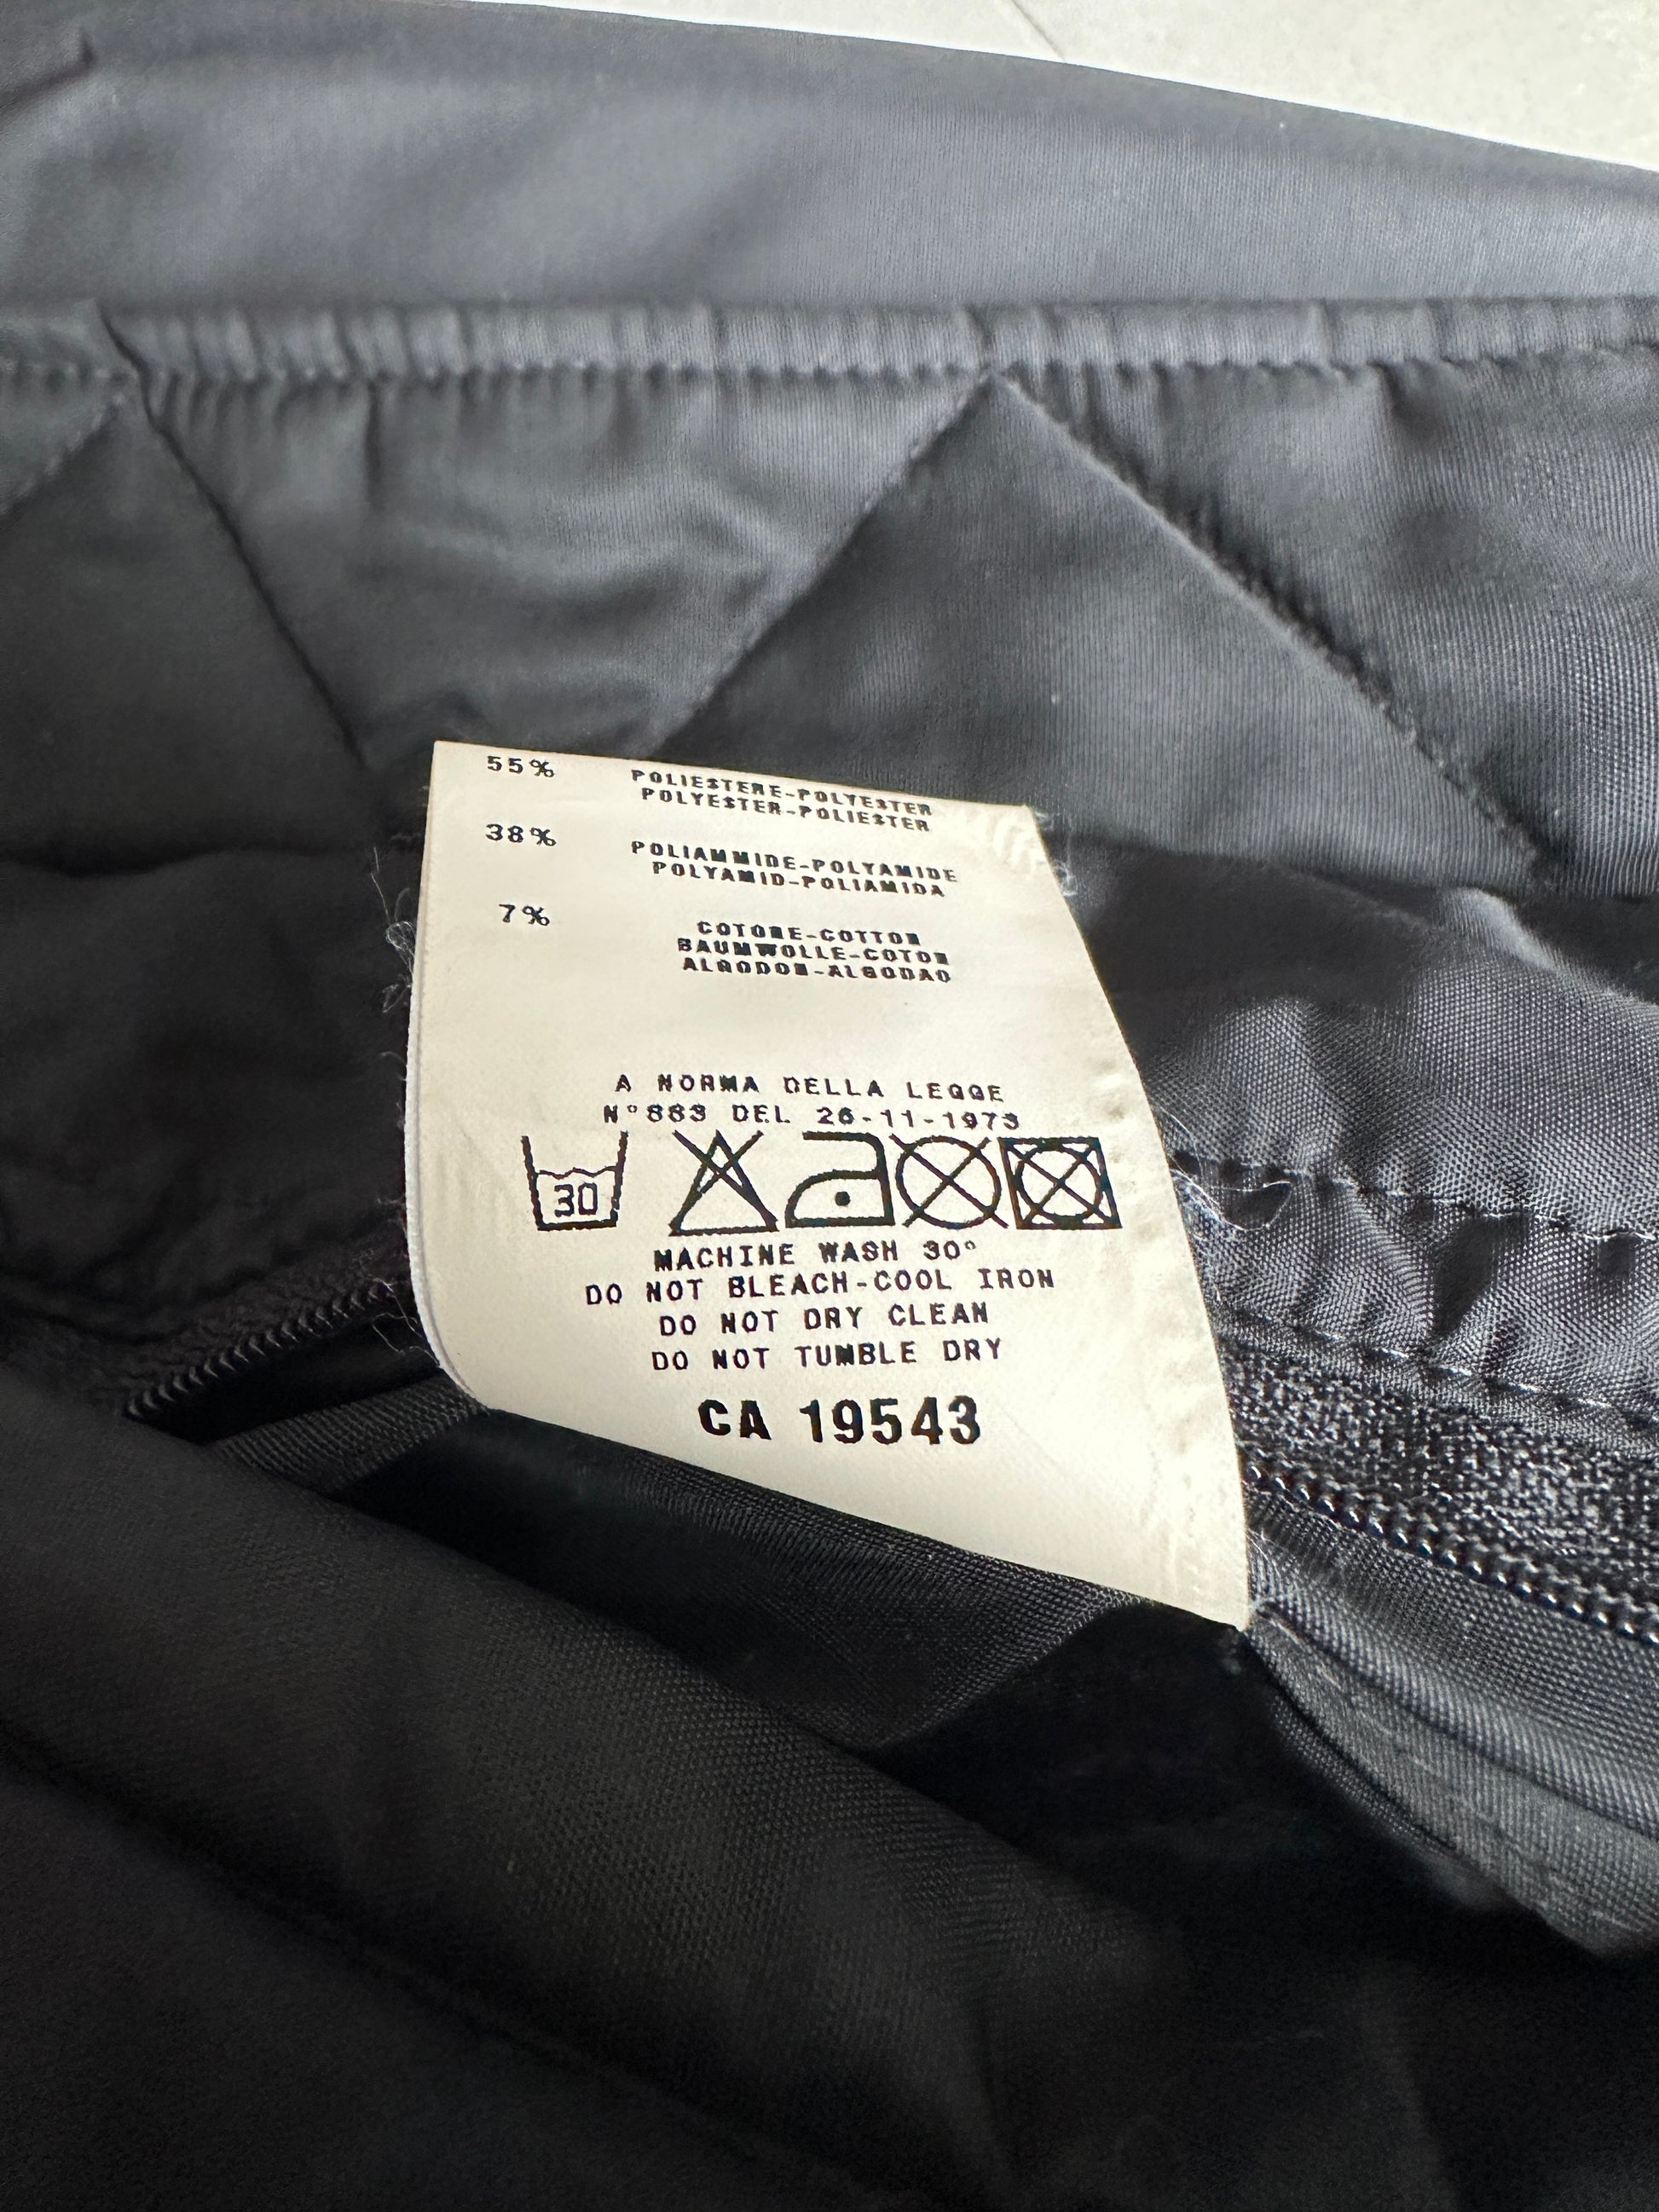 55% POLIESTERE-POLYESTER
POLYESTER-POLIESTER
38% POLIAMMIDE-POLYAMIDE
POLYAMID-POLIAMIDA
7% COTONE-COTTON
BAUMWOLLE-COTON
ALGODON-ALGODAO
A NORMA DELLA LEGGE
N°883 DEL 26-11-1973
30
MACHINE WASH 30°
DO NOT BLEACH-COOL IRON
DO NOT DRY CLEAN
DO NOT TUMBLE DRY
CA 19543